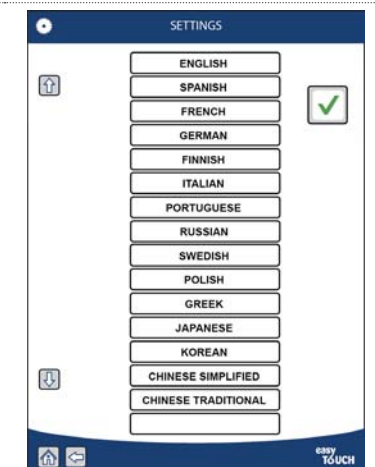 SETTINGS
ENGLISH
SPANISH
FRENCH
GERMAN
FINNISH
ITALIAN
PORTUGUESE
RUSSIAN
SWEDISH
POLISH
GREEK
JAPANESE
KOREAN
CHINESE SIMPLIFIED
CHINESE TRADITIONAL
easy
TOUCH